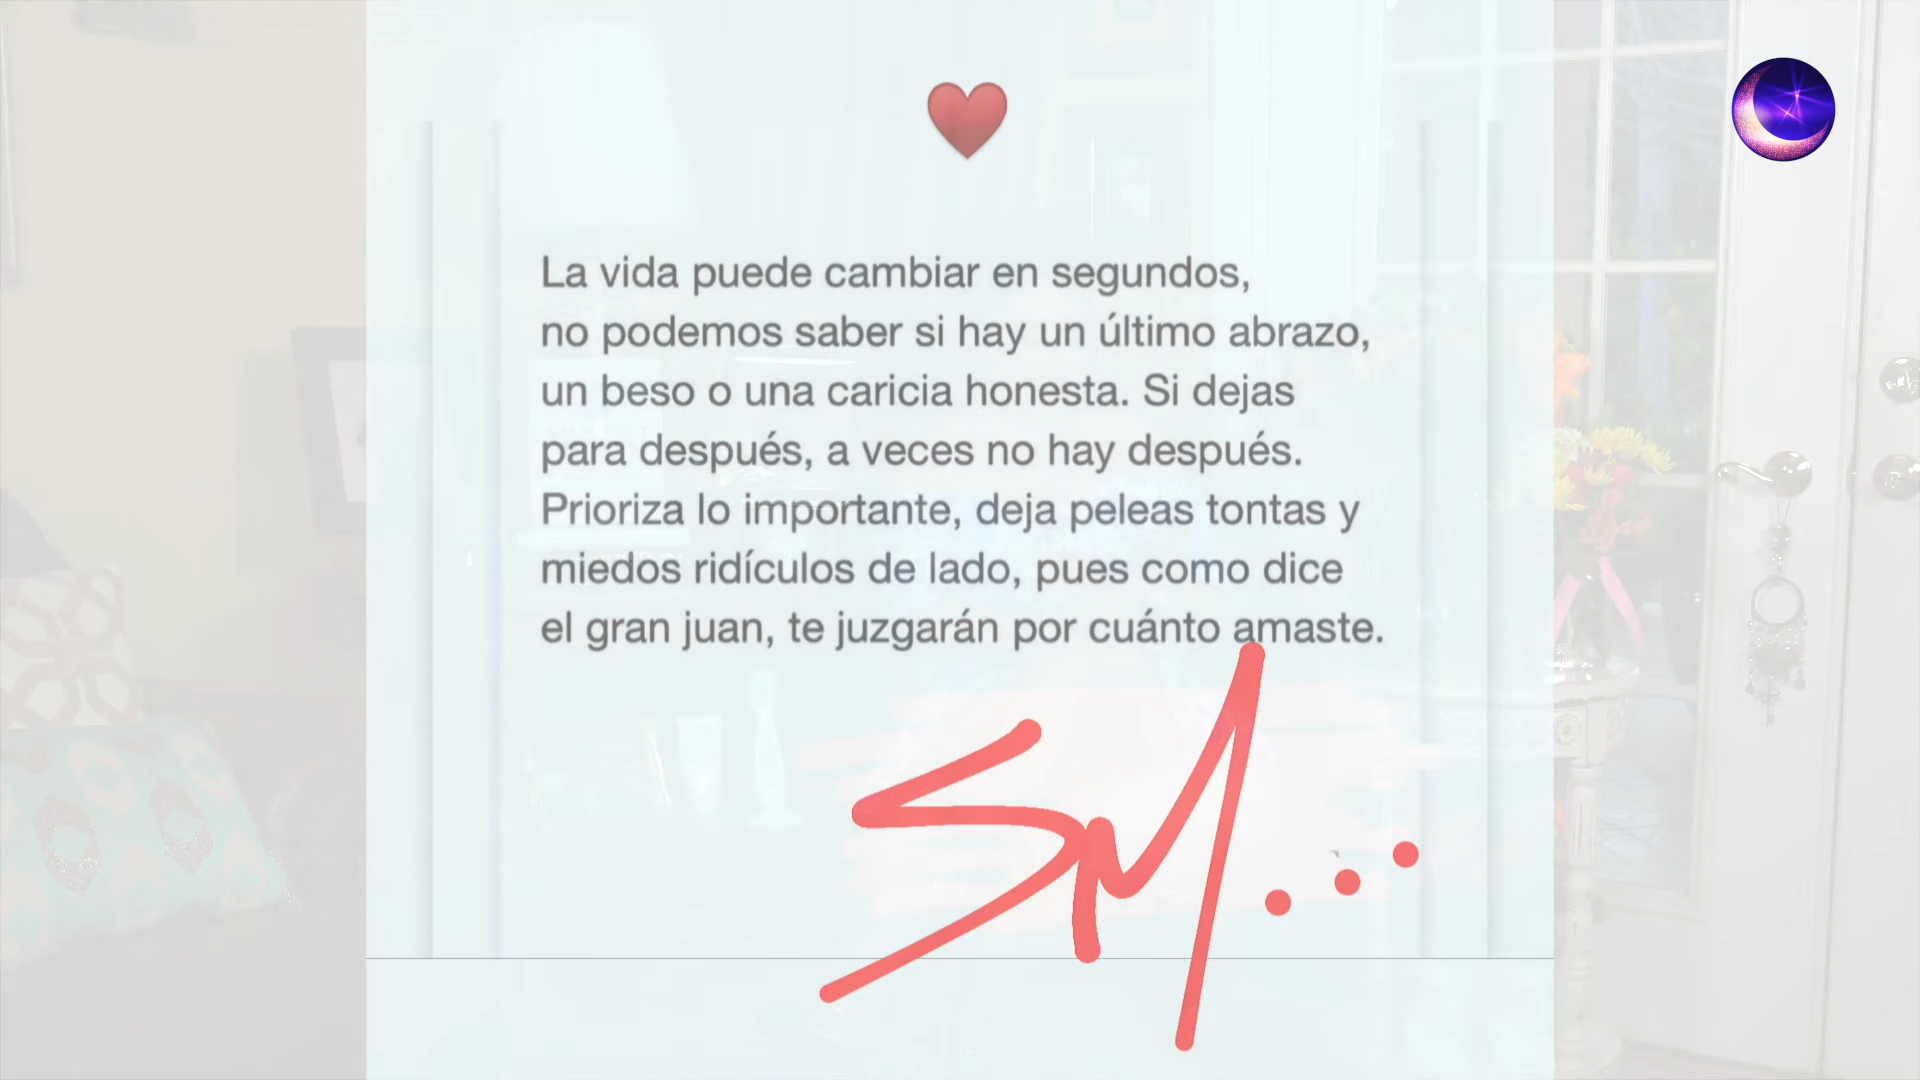 La vida puede cambiar en segundos,
no podemos saber si hay un último abrazo,
un beso o una caricia honesta. Si dejas
para después, a veces no hay después.
Prioriza lo importante, deja peleas tontas y
miedos ridículos de lado, pues como dice
el gran juan, te juzgarán por cuánto amaste.
SM...